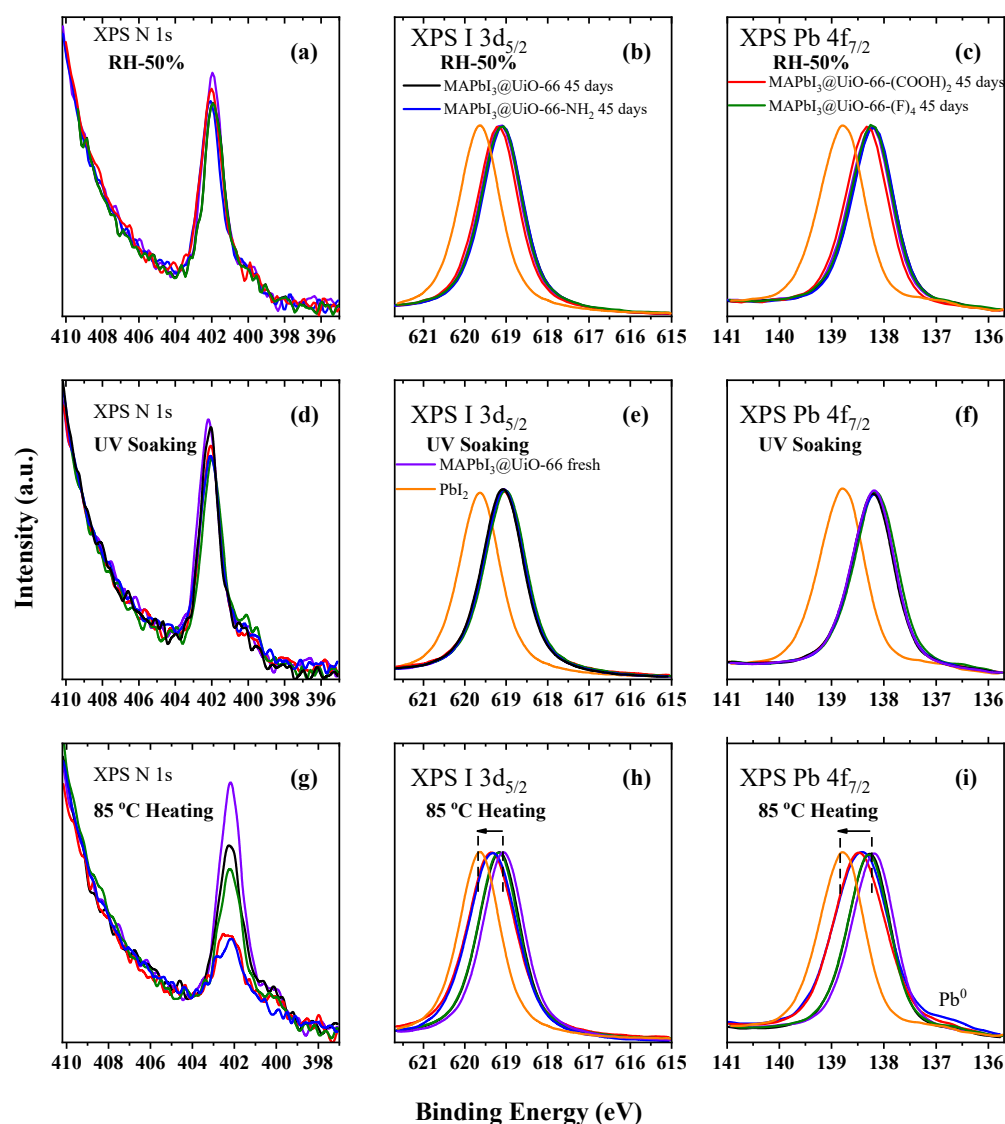 XPS N 1s
RH-50%
(a)
XPS I 3d5/2
RH-50%
(b)
MAPbI3@UiO-66 45 days
MAPbI3@UiO-66-NH2 45 days
XPS Pb 4f7/2
RH-50%
(c)
MAPbI3@UiO-66-(COOH)2 45 days
MAPbI3@UiO-66-(F)4 45 days
410 408 406 404 402 400 398 396
621 620 619 618 617 616 615
141 140 139 138 137 136
XPS N 1s
UV Soaking
(d)
XPS I 3d5/2
UV Soaking
(e)
MAPbI3@UiO-66 fresh
PbI2
XPS Pb 4f7/2
UV Soaking
(f)
410 408 406 404 402 400 398 396
621 620 619 618 617 616 615
141 140 139 138 137 136
XPS N 1s
85 °C Heating
(g)
XPS I 3d5/2
85 °C Heating
(h)
XPS Pb 4f7/2
85 °C Heating
(i)
Pb0
410 408 406 404 402 400 398
621 620 619 618 617 616 615
141 140 139 138 137 136
Intensity (a.u.)
Binding Energy (eV)